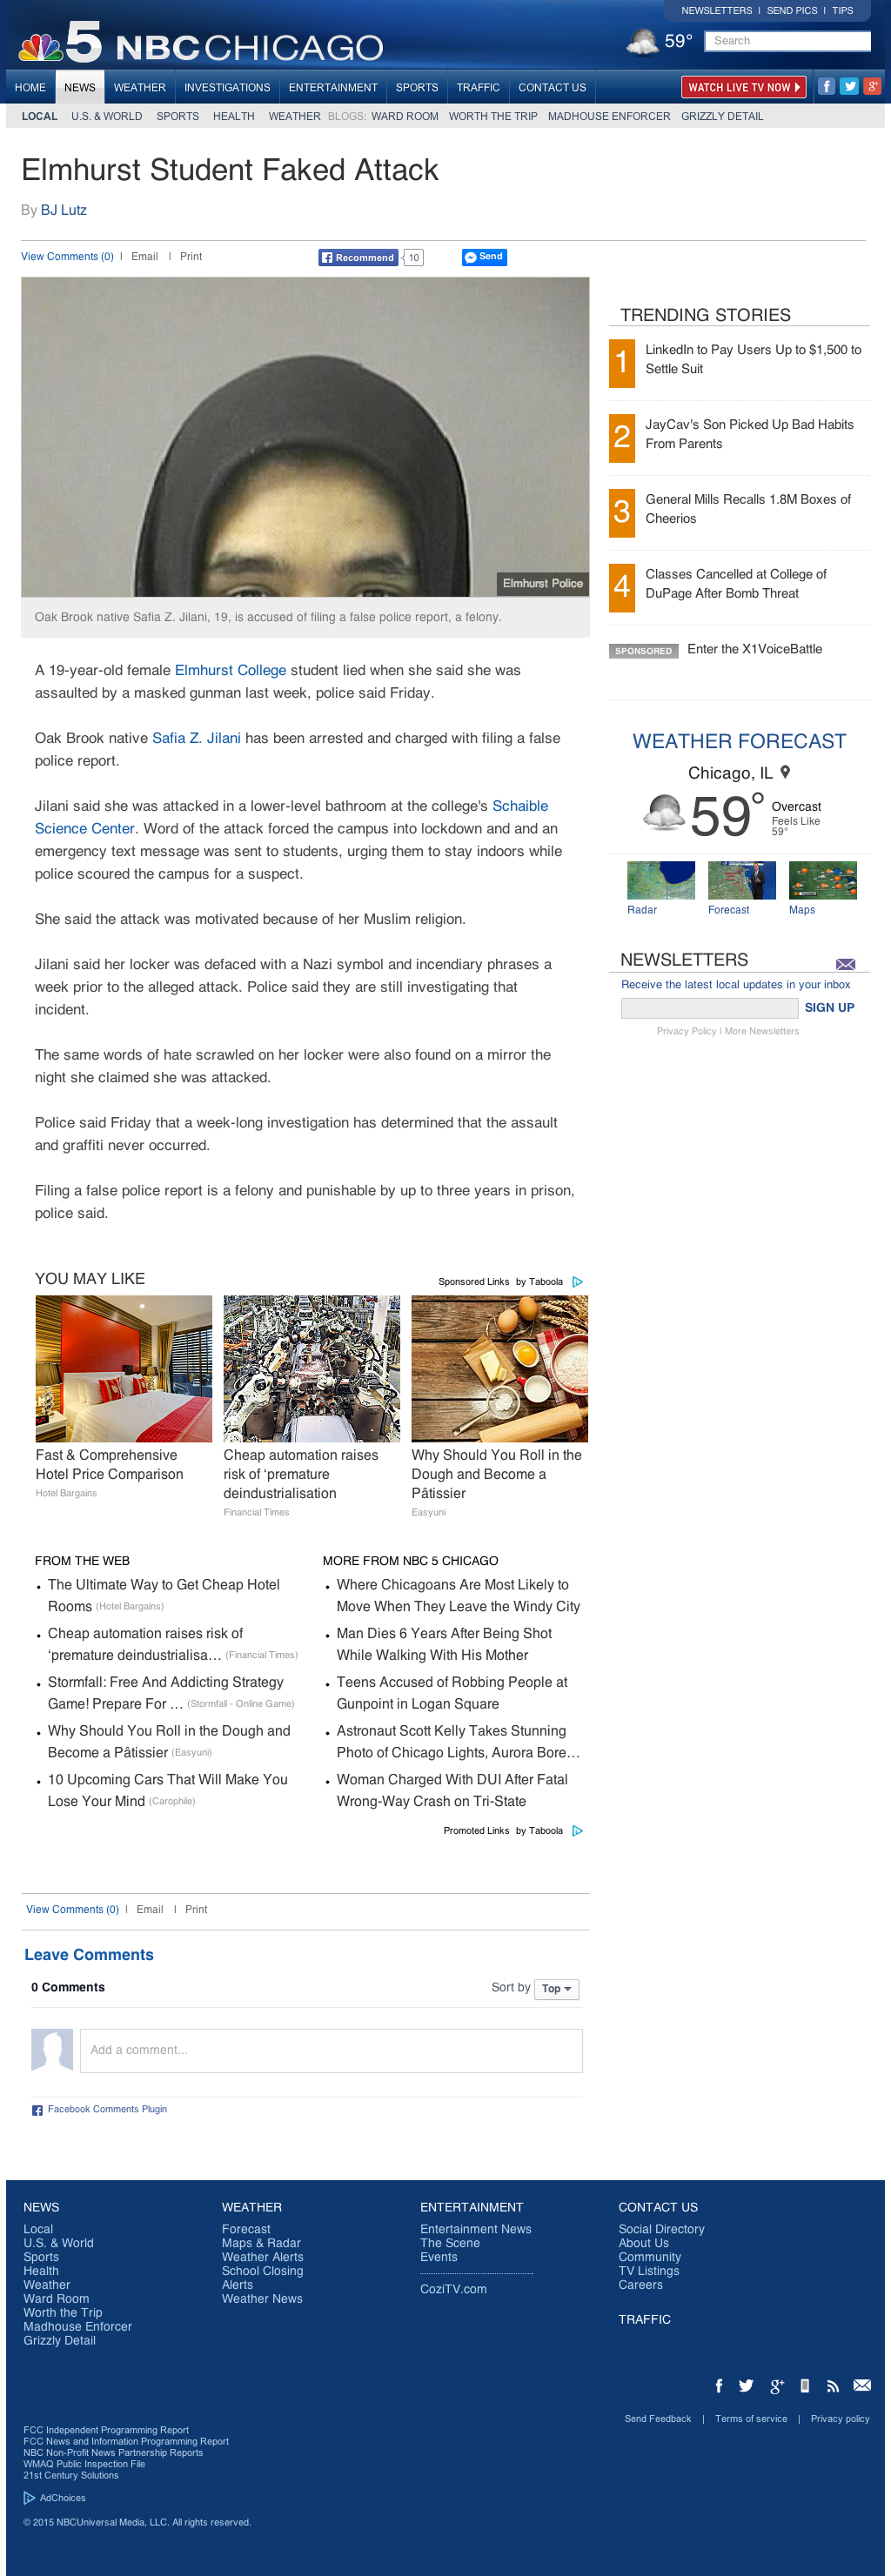 NEWSLETTERS | SEND PICS | TIPS
5 NBC CHICAGO
59° Search
HOME NEWS WEATHER INVESTIGATIONS ENTERTAINMENT SPORTS TRAFFIC CONTACT US WATCH LIVE TV NOW
LOCAL U.S. & WORLD SPORTS HEALTH WEATHER BLOGS: WARD ROOM WORTH THE TRIP MADHOUSE ENFORCER GRIZZLY DETAIL
Elmhurst Student Faked Attack
By BJ Lutz
View Comments (0) | Email | Print Recommend 10 Send
Elmhurst Police
Oak Brook native Safia Z. Jilani, 19, is accused of filing a false police report, a felony.
A 19-year-old female Elmhurst College student lied when she said she was
assaulted by a masked gunman last week, police said Friday.
Oak Brook native Safia Z. Jilani has been arrested and charged with filing a false
police report.
Jilani said she was attacked in a lower-level bathroom at the college's Schaible
Science Center. Word of the attack forced the campus into lockdown and and an
emergency text message was sent to students, urging them to stay indoors while
police scoured the campus for a suspect.
She said the attack was motivated because of her Muslim religion.
Jilani said her locker was defaced with a Nazi symbol and incendiary phrases a
week prior to the alleged attack. Police said they are still investigating that
incident.
The same words of hate scrawled on her locker were also found on a mirror the
night she claimed she was attacked.
Police said Friday that a week-long investigation has determined that the assault
and graffiti never occurred.
Filing a false police report is a felony and punishable by up to three years in prison,
police said.
TRENDING STORIES
1 LinkedIn to Pay Users Up to $1,500 to
Settle Suit
2 JayCav's Son Picked Up Bad Habits
From Parents
3 General Mills Recalls 1.8M Boxes of
Cheerios
4 Classes Cancelled at College of
DuPage After Bomb Threat
SPONSORED Enter the X1VoiceBattle
WEATHER FORECAST
Chicago, IL
59° Overcast
Feels Like
59°
Radar Forecast Maps
NEWSLETTERS
Receive the latest local updates in your inbox
SIGN UP
Privacy Policy | More Newsletters
YOU MAY LIKE
Sponsored Links by Taboola
Fast & Comprehensive
Hotel Price Comparison
Hotel Bargains
Cheap automation raises
risk of ‘premature
deindustrialisation
Financial Times
Why Should You Roll in the
Dough and Become a
Pâtissier
Easyuni
FROM THE WEB
• The Ultimate Way to Get Cheap Hotel
Rooms (Hotel Bargains)
• Cheap automation raises risk of
‘premature deindustrialisa… (Financial Times)
• Stormfall: Free And Addicting Strategy
Game! Prepare For … (Stormfall - Online Game)
• Why Should You Roll in the Dough and
Become a Pâtissier (Easyuni)
• 10 Upcoming Cars That Will Make You
Lose Your Mind (Carophile)
MORE FROM NBC 5 CHICAGO
• Where Chicagoans Are Most Likely to
Move When They Leave the Windy City
• Man Dies 6 Years After Being Shot
While Walking With His Mother
• Teens Accused of Robbing People at
Gunpoint in Logan Square
• Astronaut Scott Kelly Takes Stunning
Photo of Chicago Lights, Aurora Bore…
• Woman Charged With DUI After Fatal
Wrong-Way Crash on Tri-State
Promoted Links by Taboola
View Comments (0) | Email | Print
Leave Comments
0 Comments Sort by Top
Add a comment...
Facebook Comments Plugin
NEWS
Local
U.S. & World
Sports
Health
Weather
Ward Room
Worth the Trip
Madhouse Enforcer
Grizzly Detail
WEATHER
Forecast
Maps & Radar
Weather Alerts
School Closing
Alerts
Weather News
ENTERTAINMENT
Entertainment News
The Scene
Events
CoziTV.com
CONTACT US
Social Directory
About Us
Community
TV Listings
Careers
TRAFFIC
Send Feedback | Terms of service | Privacy policy
FCC Independent Programming Report
FCC News and Information Programming Report
NBC Non-Profit News Partnership Reports
WMAQ Public Inspection File
21st Century Solutions
AdChoices
© 2015 NBCUniversal Media, LLC. All rights reserved.